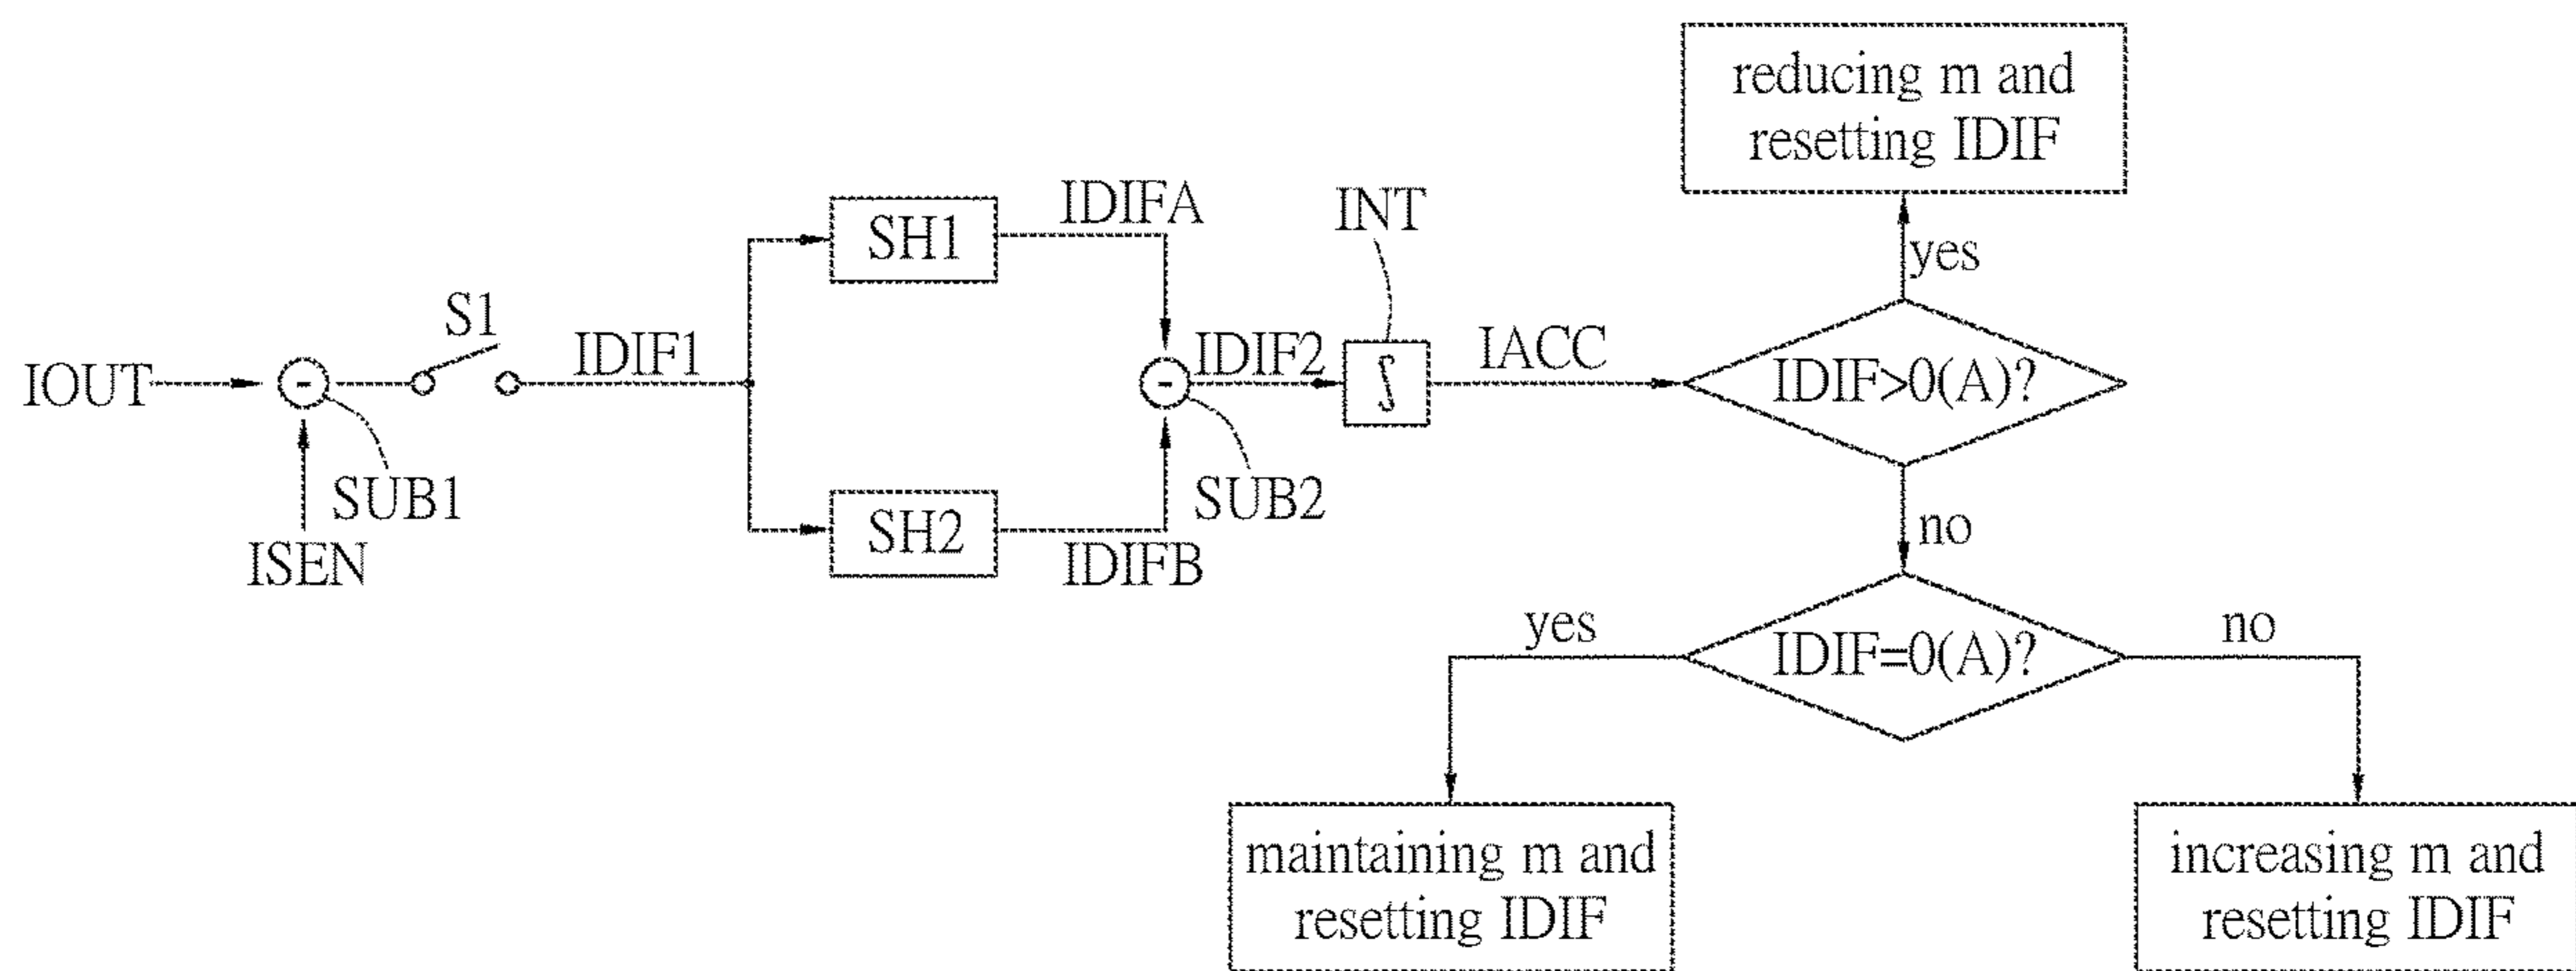 reducing m and
resetting IDIF
yes
IDIFA
SH1
INT
S1
IOUT
-
IDIF1
-
IDIF2
∫
IACC
IDIF>0(A)?
SUB1
ISEN
SH2
IDIFB
SUB2
no
yes
IDIF=0(A)?
no
maintaining m and
resetting IDIF
increasing m and
resetting IDIF